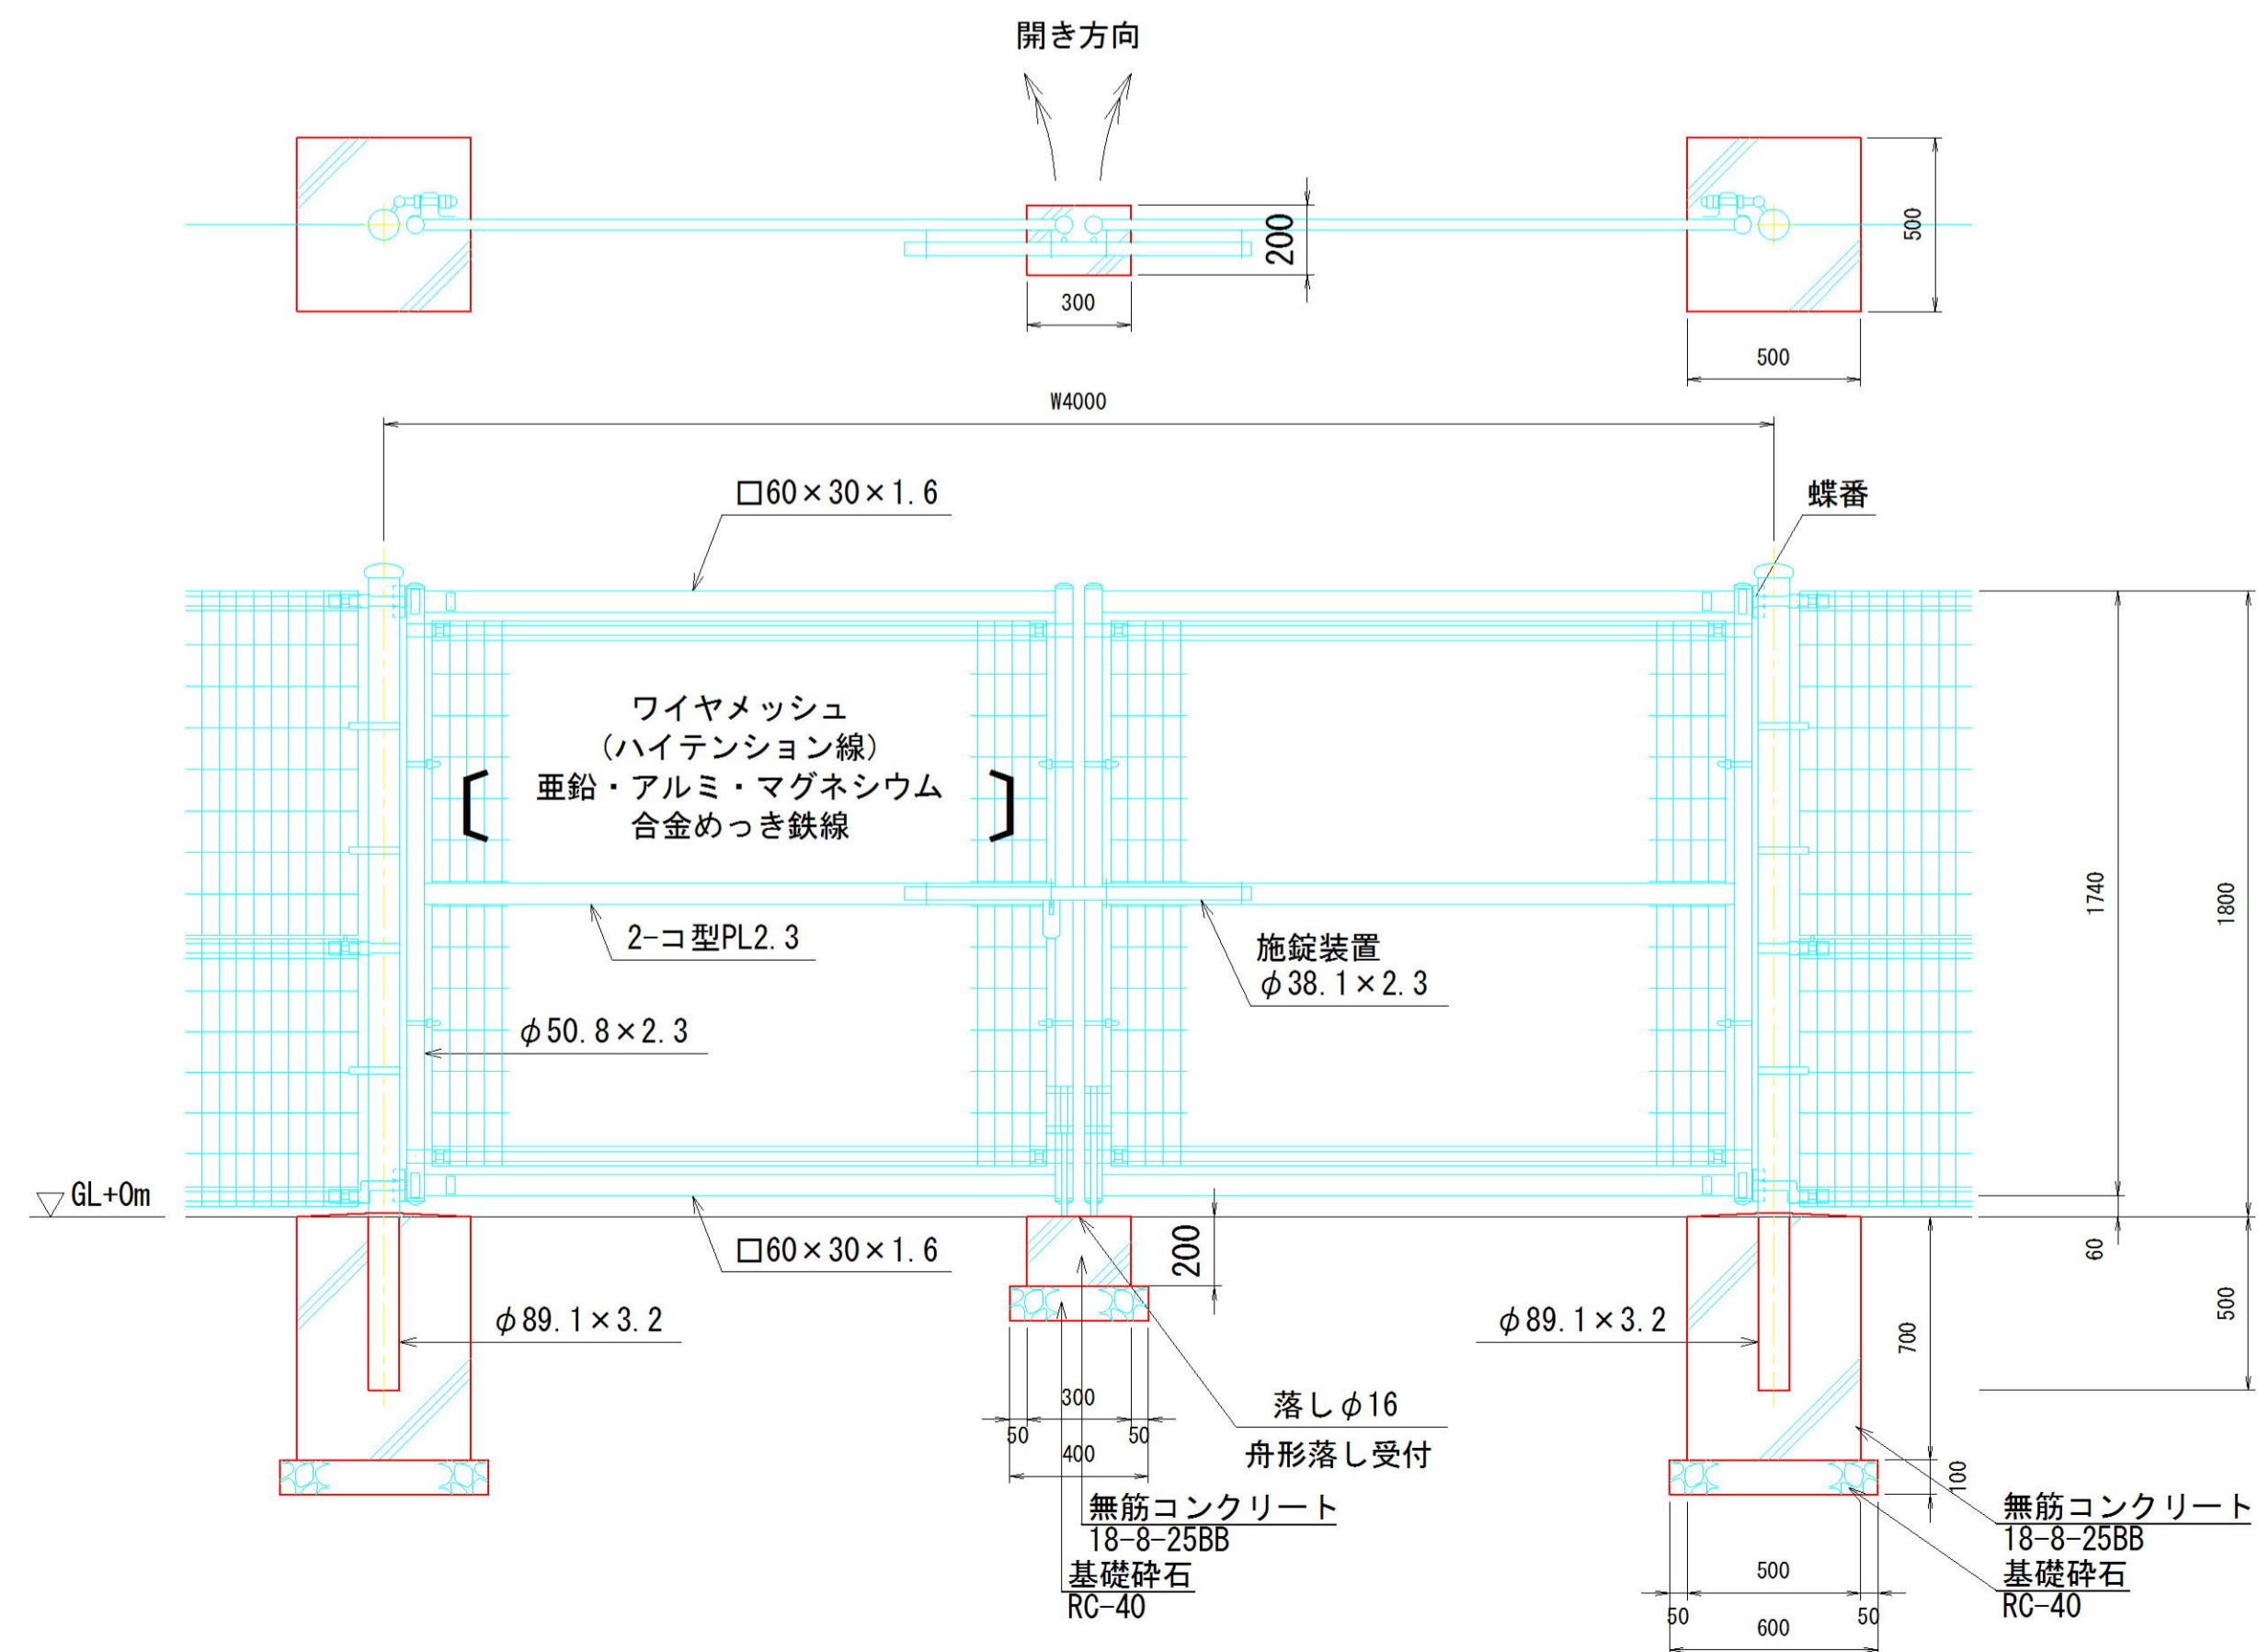 開き方向
500
200
300
500
W4000
□60×30×1.6
蝶番
ワイヤメッシュ
(ハイテンション線)
亜鉛・アルミ・マグネシウム
合金めっき鉄線
1740
1800
2-コ型PL2.3
施錠装置
φ38.1×2.3
φ50.8×2.3
GL+0m
□60×30×1.6
200
60
500
φ89.1×3.2
φ89.1×3.2
700
300
50
50
400
落しφ16
舟形落し受付
100
無筋コンクリート
18-8-25BB
基礎砕石
RC-40
無筋コンクリート
18-8-25BB
基礎砕石
RC-40
500
50
50
600